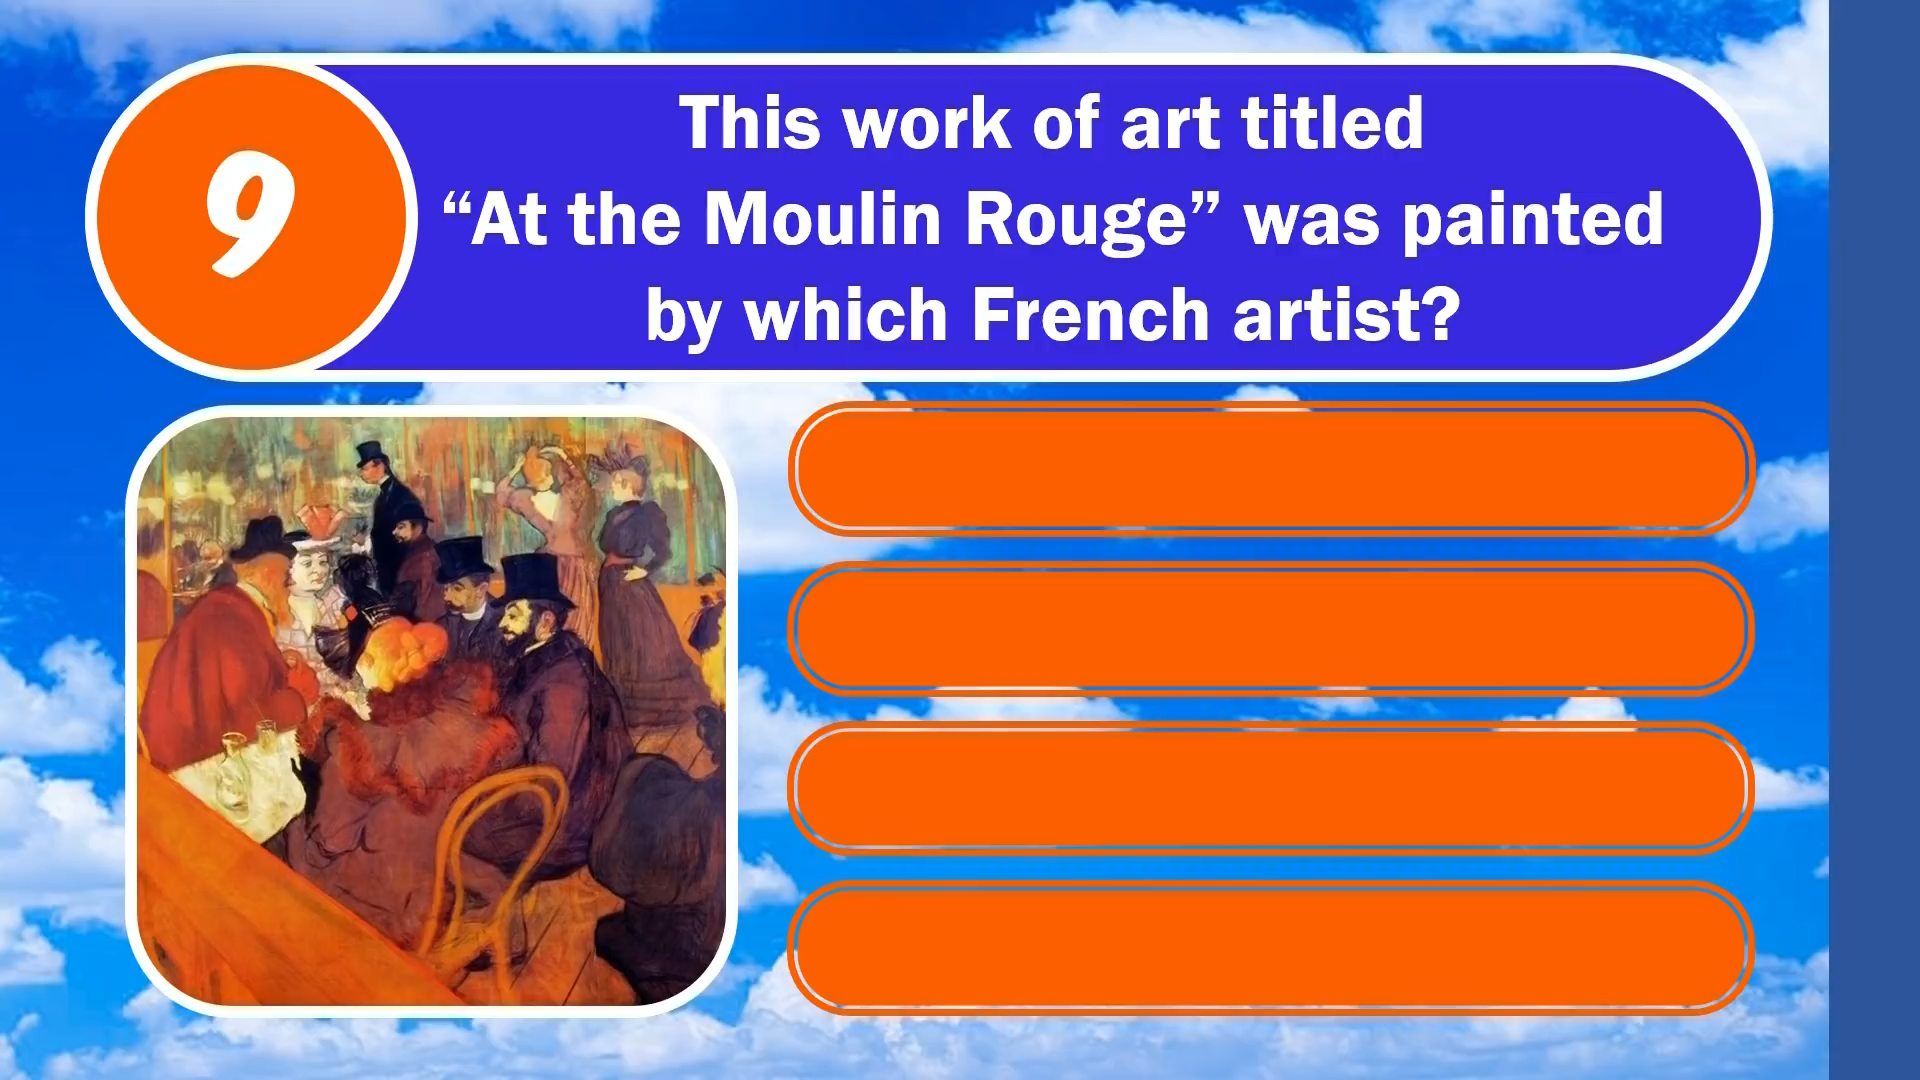 9
This work of art titled
“At the Moulin Rouge” was painted
by which French artist?